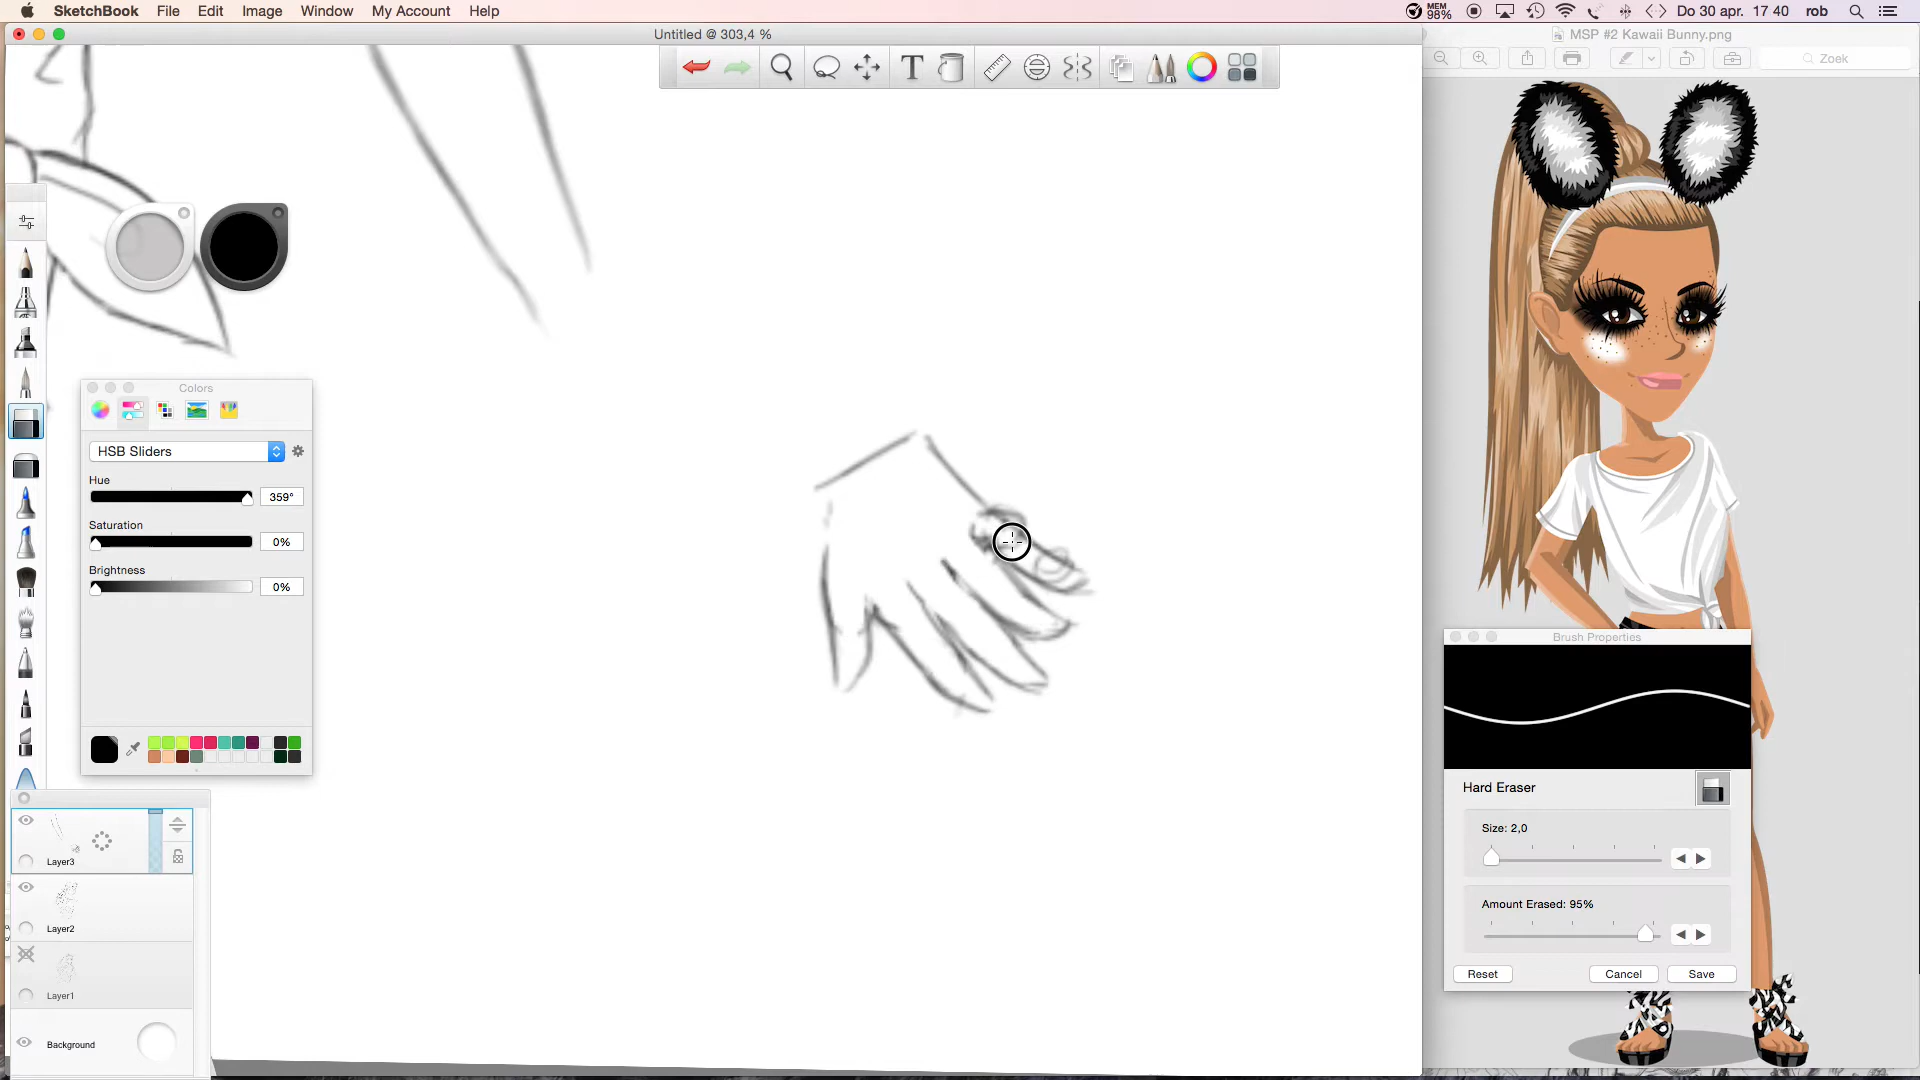 SketchBook File Edit Image Window My Account Help
MEM 98% Do 30 apr. 17 40 rob
Untitled @ 303,4 %
MSP #2 Kawaii Bunny.png
T
Zoek
Colors
HSB Sliders
Hue
359°
Saturation
0%
Brightness
0%
Layer3
Layer2
Layer1
Background
Brush Properties
Hard Eraser
Size: 2,0
Amount Erased: 95%
Reset Cancel Save